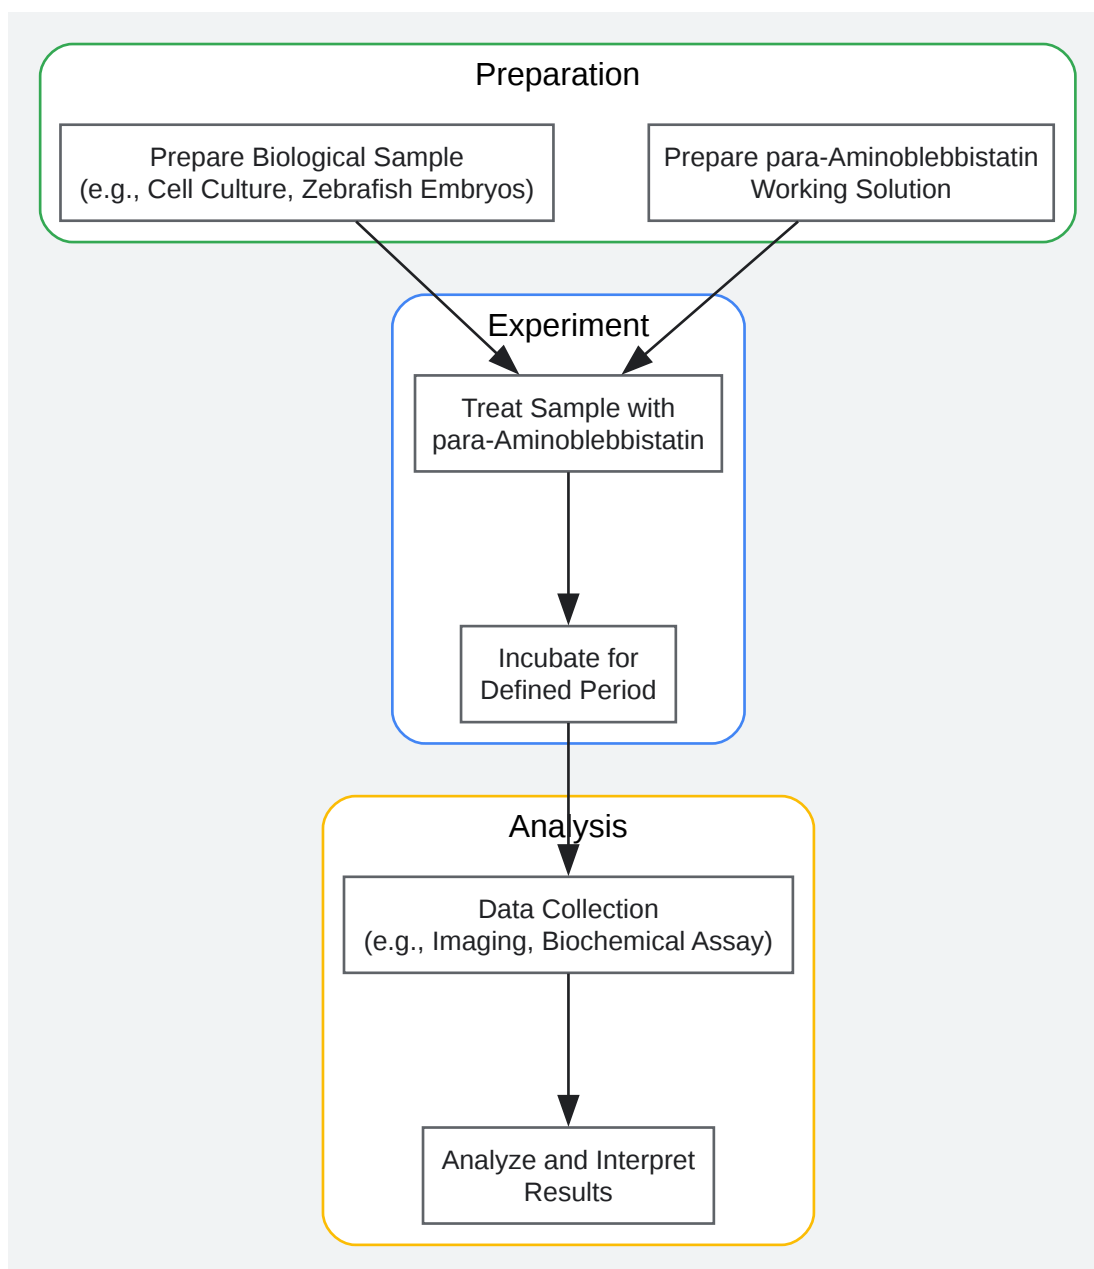 Preparation
Prepare Biological Sample
(e.g., Cell Culture, Zebrafish Embryos)
Prepare para-Aminoblebbistatin
Working Solution
Experiment
Treat Sample with
para-Aminoblebbistatin
Incubate for
Defined Period
Analysis
Data Collection
(e.g., Imaging, Biochemical Assay)
Analyze and Interpret
Results